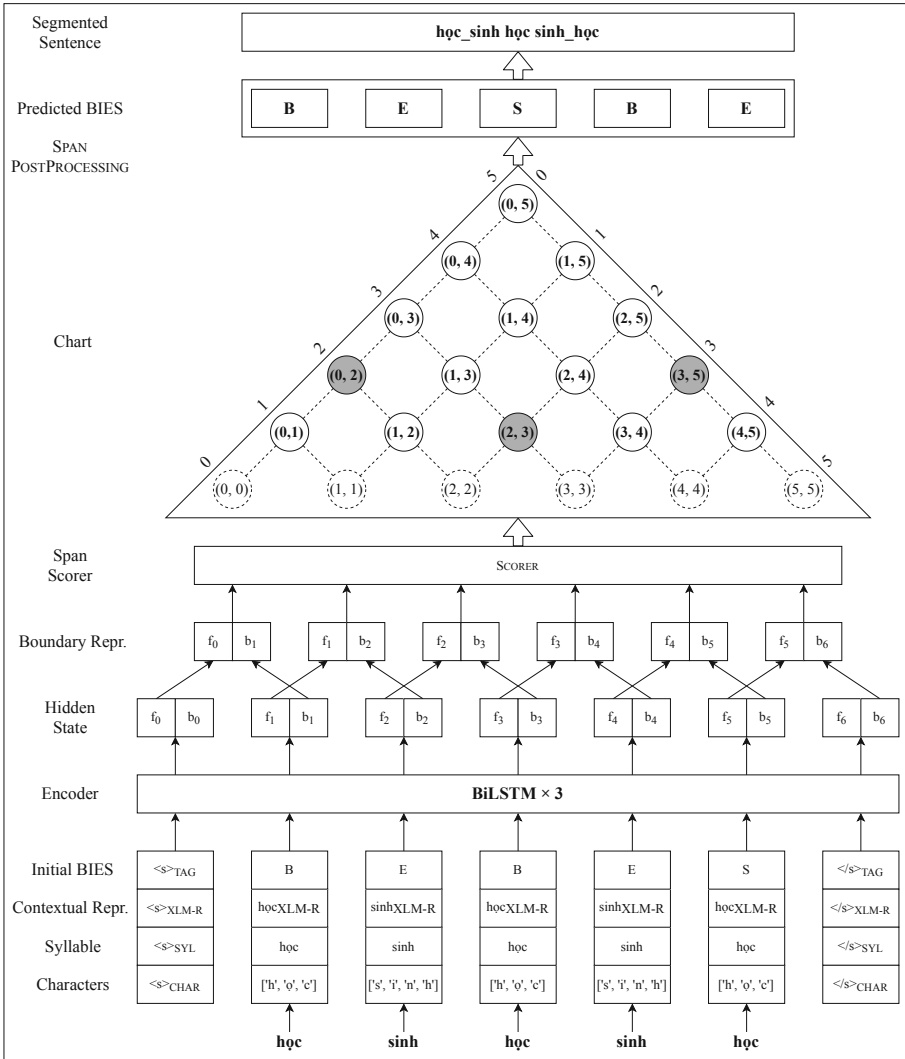 Segmented
Sentence
học_sinh học sinh_học
Predicted BIES
B E S B E
SPAN
POSTPROCESSING
5 0
(0, 5)
4 1
(0, 4) (1, 5)
3 2
(0, 3) (1, 4) (2, 5)
Chart
2 3
(0, 2) (1, 3) (2, 4) (3, 5)
1 4
(0,1) (1, 2) (2, 3) (3, 4) (4,5)
0 5
(0, 0) (1, 1) (2, 2) (3, 3) (4, 4) (5, 5)
Span
Scorer
SCORER
Boundary Repr.
f0 b1 f1 b2 f2 b3 f3 b4 f4 b5 f5 b6
Hidden
State
f0 b0 f1 b1 f2 b2 f3 b3 f4 b4 f5 b5 f6 b6
Encoder
BiLSTM × 3
Initial BIES
<s>TAG B E B E S </s>TAG
Contextual Repr.
<s>XLM-R họcXLM-R sinhXLM-R họcXLM-R sinhXLM-R họcXLM-R </s>XLM-R
Syllable
<s>SYL học sinh học sinh học </s>SYL
Characters
<s>CHAR ['h', 'ọ', 'c'] ['s', 'i', 'n', 'h'] ['h', 'ọ', 'c'] ['s', 'i', 'n', 'h'] ['h', 'ọ', 'c'] </s>CHAR
học sinh học sinh học